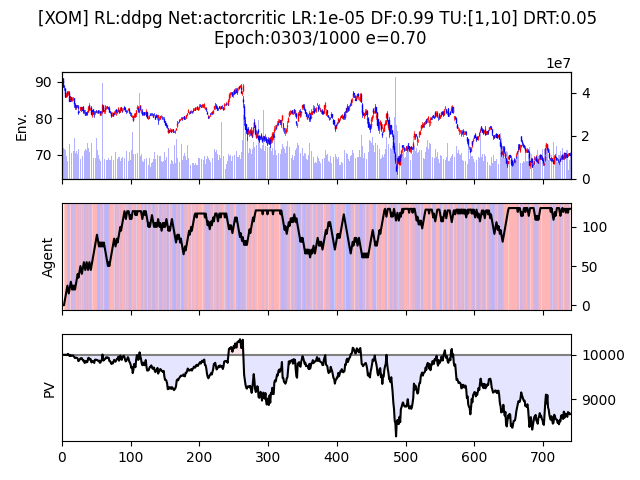 [XOM] RL:ddpg Net:actorcritic LR:1e-05 DF:0.99 TU:[1,10] DRT:0.05
Epoch:0303/1000 e=0.70
1e7
90
80
70
Env.
4
2
0
Agent
100
50
0
PV
10000
9000
0 100 200 300 400 500 600 700